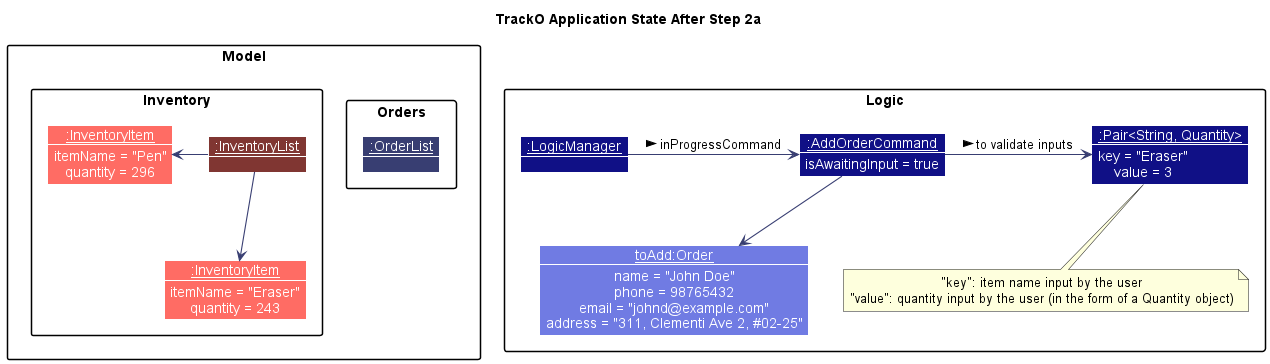 TrackO Application State After Step 2a
Model
Inventory
:InventoryItem
itemName = "Pen"
quantity = 296
:InventoryList
:InventoryItem
itemName = "Eraser"
quantity = 243
Orders
:OrderList
Logic
:LogicManager
inProgressCommand
:AddOrderCommand
isAwaitingInput = true
to validate inputs
:Pair<String, Quantity>
key = "Eraser"
value = 3
toAdd:Order
name = "John Doe"
phone = 98765432
email = "johnd@example.com"
address = "311, Clementi Ave 2, #02-25"
"key": item name input by the user
"value": quantity input by the user (in the form of a Quantity object)